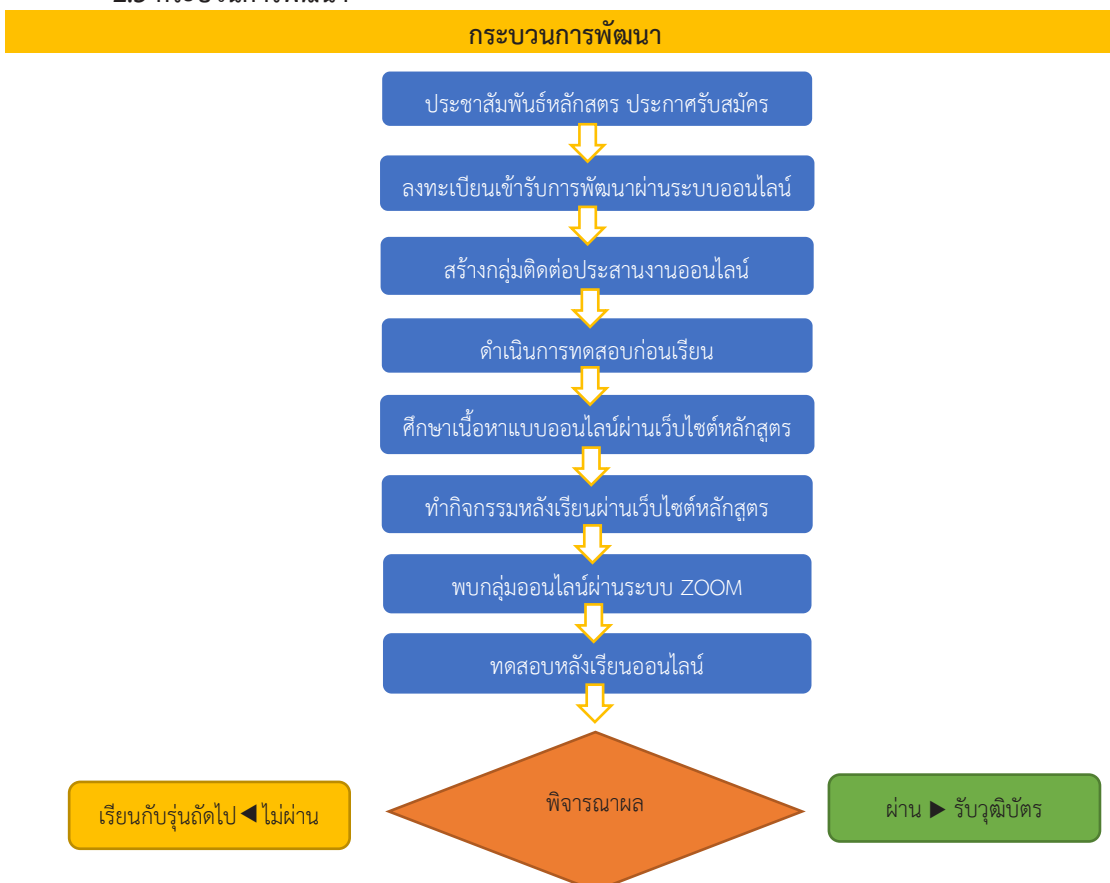 กระบวนการพัฒนา
ประชาสัมพันธ์หลักสตร ประกาศรับสมัคร
ลงทะเบียนเข้ารับการพัฒนาผ่านระบบออนไลน์
สร้างกลุ่มติดต่อประสานงานออนไลน์
ดำเนินการทดสอบก่อนเรียน
ศึกษาเนื้อหาแบบออนไลน์ผ่านเว็บไซต์หลักสูตร
ทำกิจกรรมหลังเรียนผ่านเว็บไซต์หลักสูตร
พบกลุ่มออนไลน์ผ่านระบบ ZOOM
ทดสอบหลังเรียนออนไลน์
พิจารณาผล
เรียนกับรุ่นถัดไป ◀ ไม่ผ่าน
ผ่าน ▶ รับวุฒิบัตร